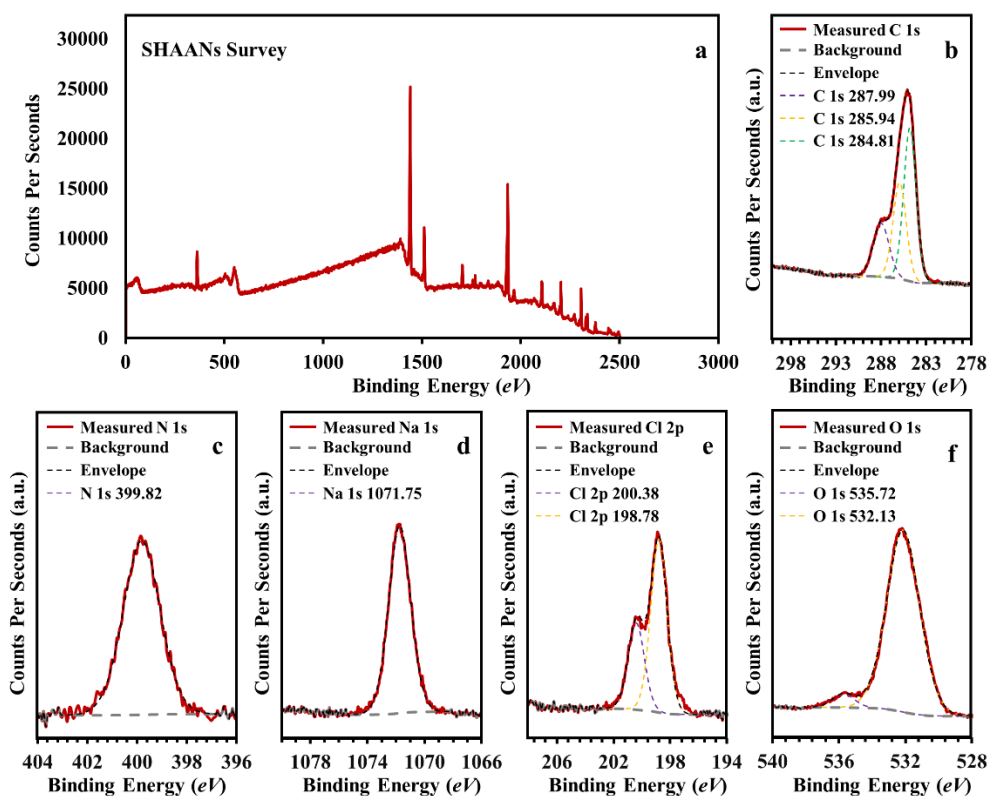 SHAANs Survey
a
Counts Per Seconds
30000
25000
20000
15000
10000
5000
0
0 500 1000 1500 2000 2500 3000
Binding Energy (eV)
Measured C 1s
Background
Envelope
C 1s 287.99
C 1s 285.94
C 1s 284.81
b
Counts Per Seconds (a.u.)
298 293 288 283 278
Binding Energy (eV)
Measured N 1s
Background
Envelope
N 1s 399.82
c
Counts Per Seconds (a.u.)
404 402 400 398 396
Binding Energy (eV)
Measured Na 1s
Background
Envelope
Na 1s 1071.75
d
Counts Per Seconds (a.u.)
1078 1074 1070 1066
Binding Energy (eV)
Measured Cl 2p
Background
Envelope
Cl 2p 200.38
Cl 2p 198.78
e
Counts Per Seconds (a.u.)
206 202 198 194
Binding Energy (eV)
Measured O 1s
Background
Envelope
O 1s 535.72
O 1s 532.13
f
Counts Per Seconds (a.u.)
540 536 532 528
Binding Energy (eV)